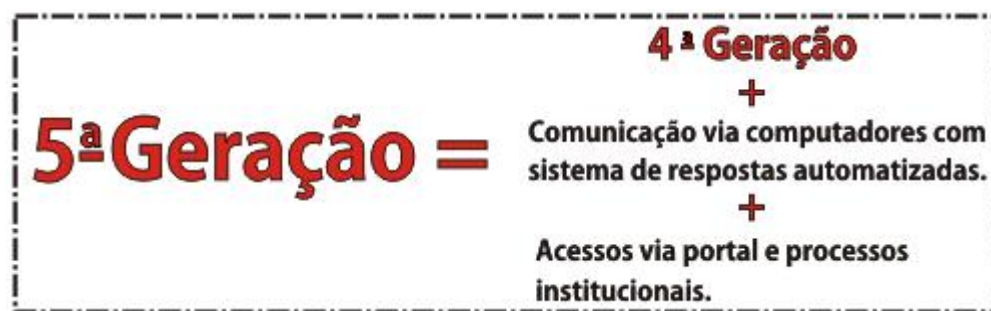 4ª Geração
+
5ª Geração =
Comunicação via computadores com
sistema de respostas automatizadas.
+
Acessos via portal e processos
institucionais.